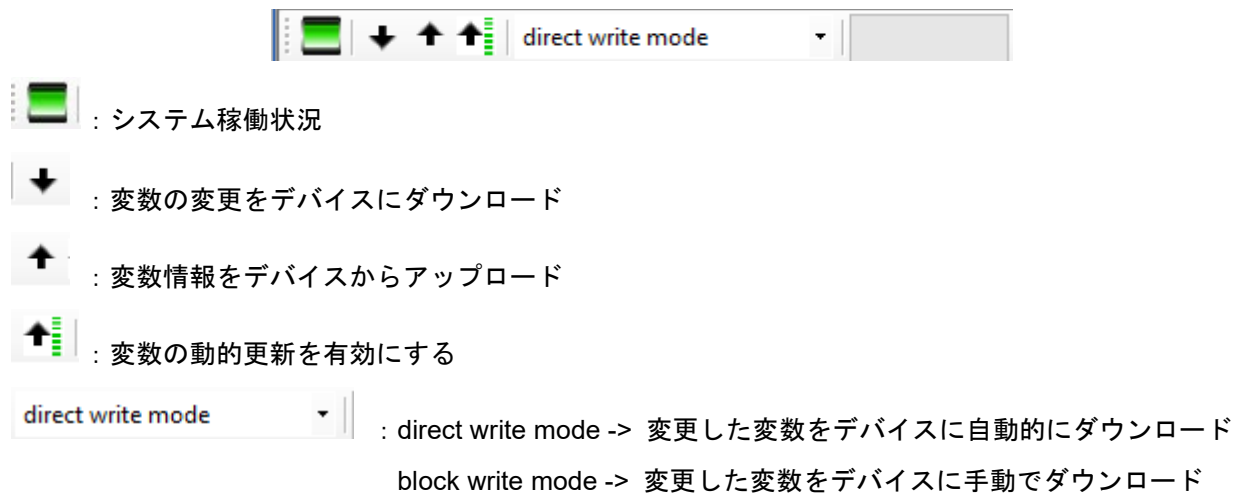 direct write mode
：システム稼働状況
：変数の変更をデバイスにダウンロード
：変数情報をデバイスからアップロード
：変数の動的更新を有効にする
direct write mode ：direct write mode -> 変更した変数をデバイスに自動的にダウンロード
block write mode -> 変更した変数をデバイスに手動でダウンロード